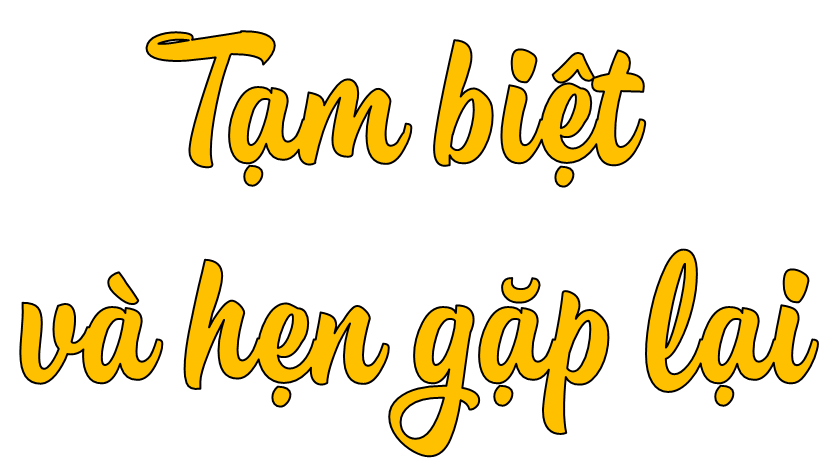 Tạm biệt
và hẹn gặp lại